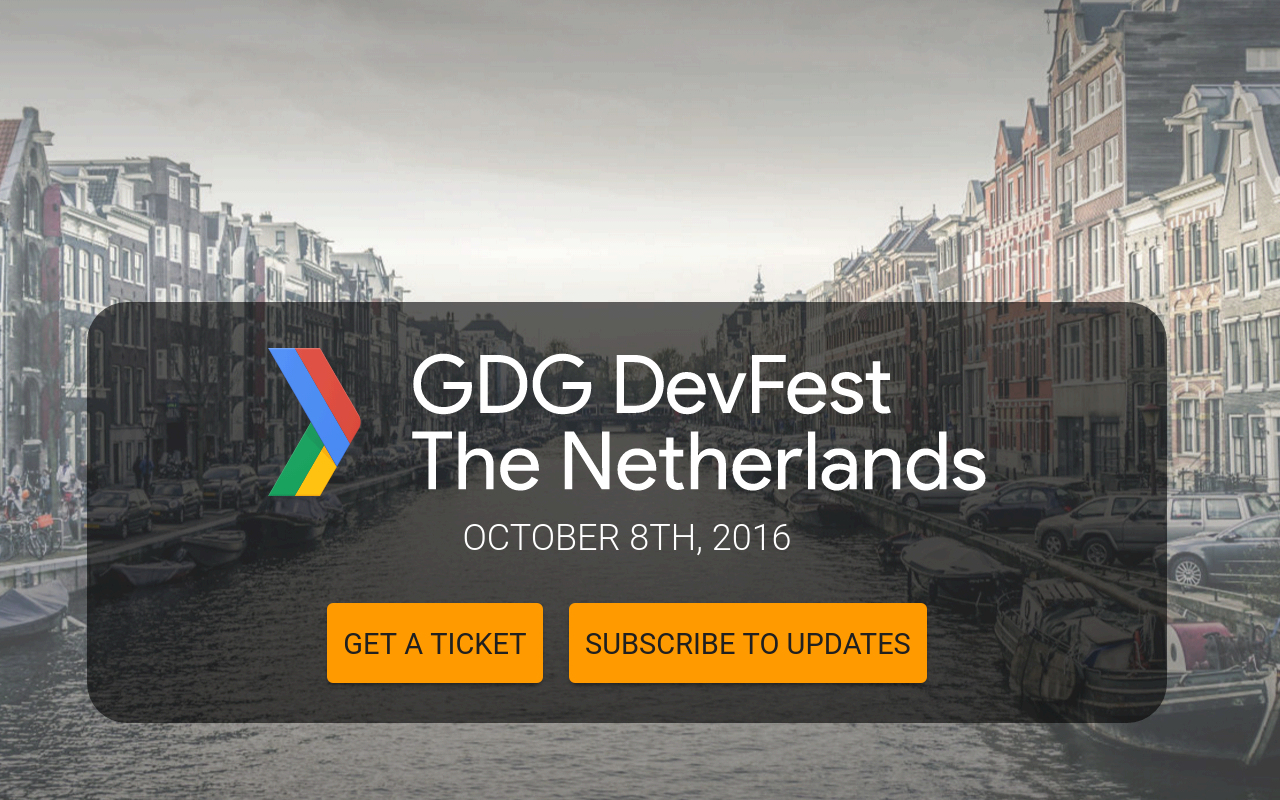 GDG DevFest
The Netherlands
OCTOBER 8TH, 2016
GET A TICKET
SUBSCRIBE TO UPDATES